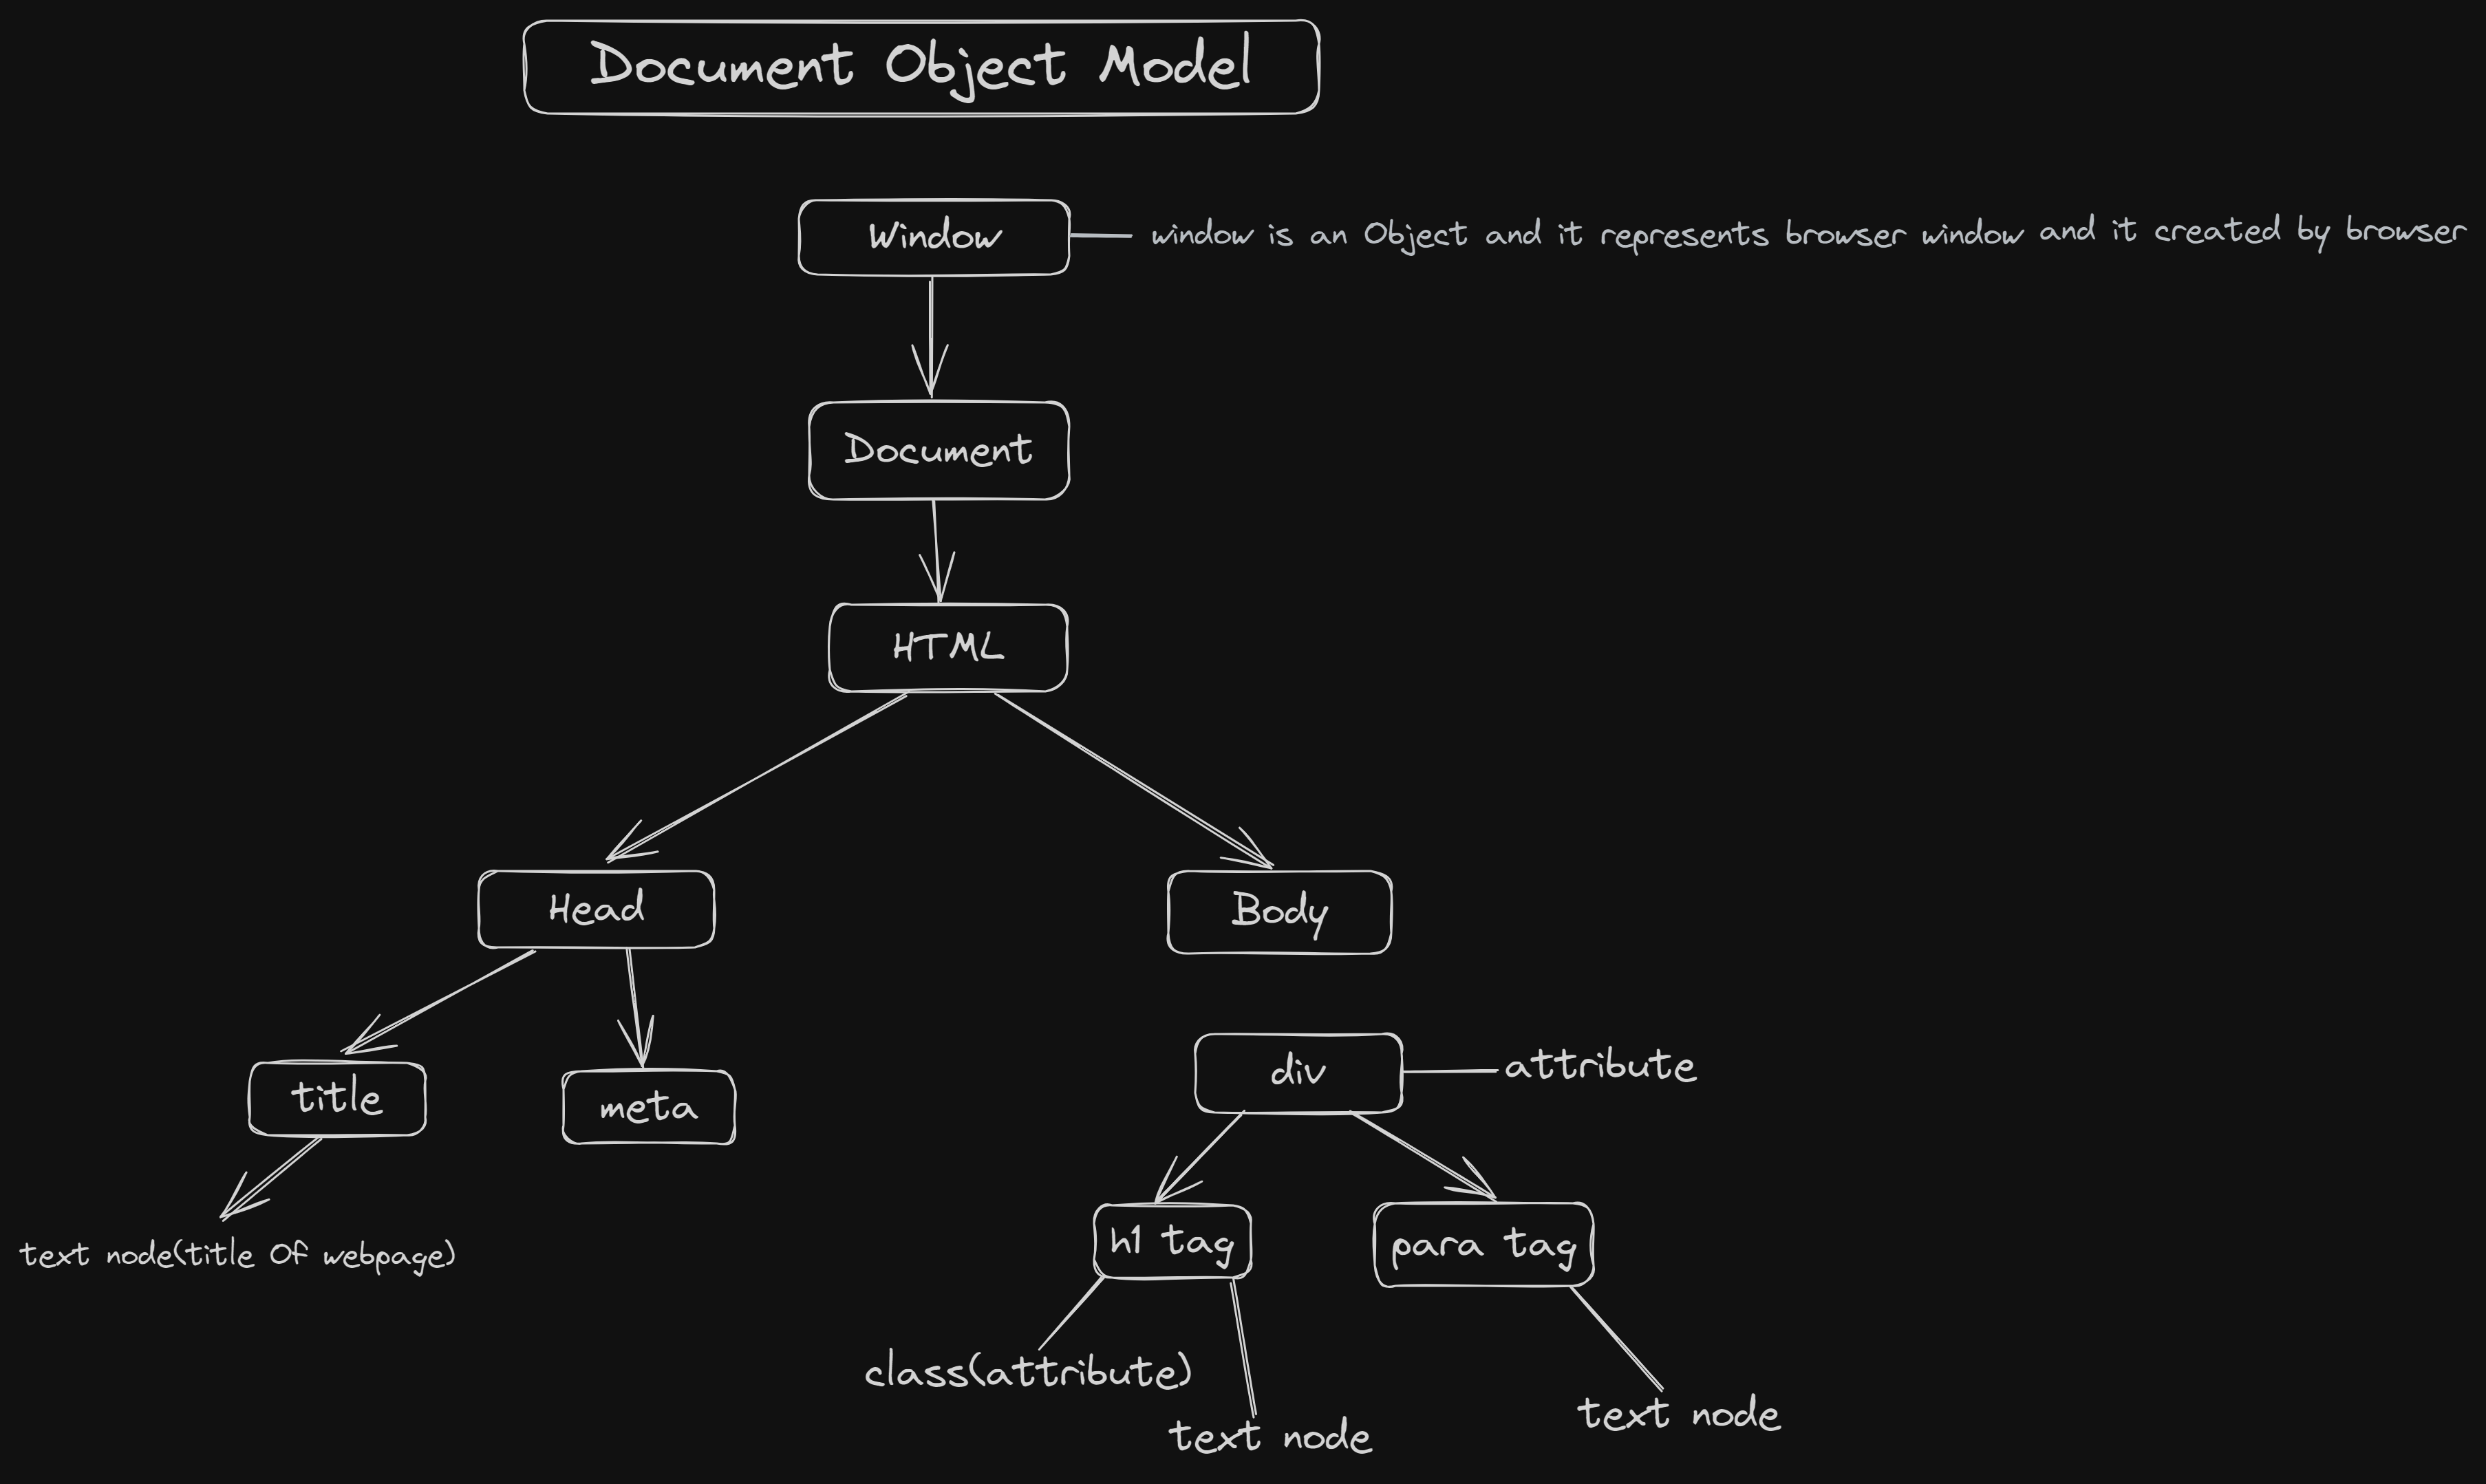 Document Object Model
Window
window is an Object and it represents browser window and it created by browser
Document
HTML
Head
Body
title
meta
div
attribute
text node(title Of webpage)
h1 tag
para tag
class(attribute)
text node
text node